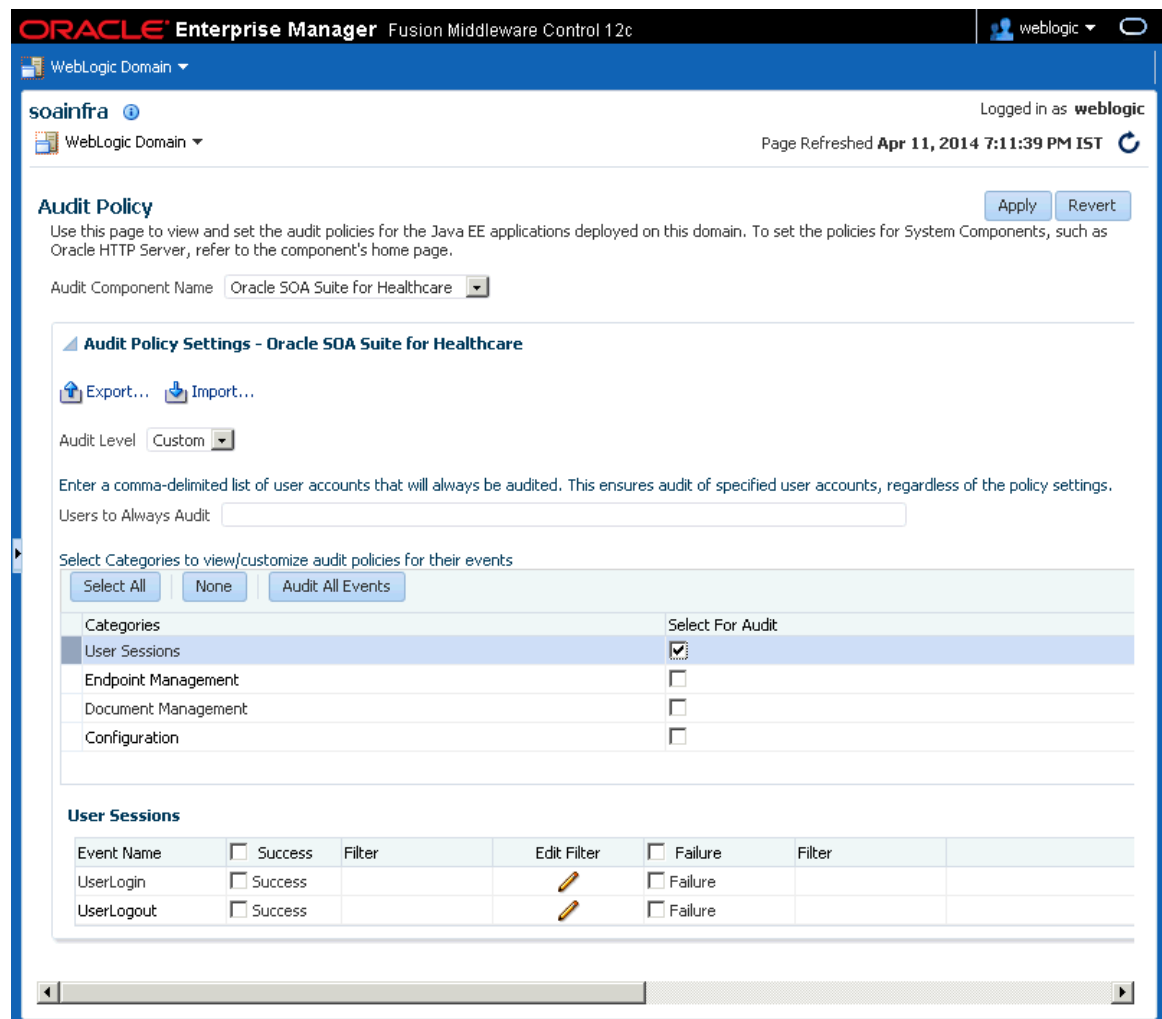 ORACLE Enterprise Manager Fusion Middleware Control 12c weblogic
WebLogic Domain
soainfra Logged in as weblogic
WebLogic Domain Page Refreshed Apr 11, 2014 7:11:39 PM IST
Audit Policy Apply Revert
Use this page to view and set the audit policies for the Java EE applications deployed on this domain. To set the policies for System Components, such as
Oracle HTTP Server, refer to the component's home page.
Audit Component Name Oracle SOA Suite for Healthcare
Audit Policy Settings - Oracle SOA Suite for Healthcare
Export... Import...
Audit Level Custom
Enter a comma-delimited list of user accounts that will always be audited. This ensures audit of specified user accounts, regardless of the policy settings.
Users to Always Audit
Select Categories to view/customize audit policies for their events
Select All None Audit All Events
Categories Select For Audit
User Sessions
Endpoint Management
Document Management
Configuration
User Sessions
Event Name Success Filter Edit Filter Failure Filter
UserLogin Success Failure
UserLogout Success Failure